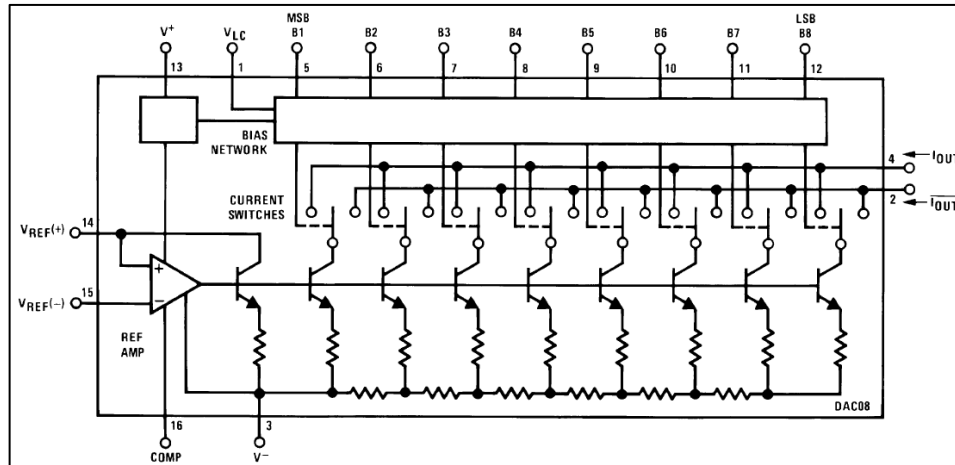 MSB LSB
V+ VLC B1 B2 B3 B4 B5 B6 B7 B8
13 1 5 6 7 8 9 10 11 12
BIAS
NETWORK
4 IOUT
CURRENT
SWITCHES
2 I̅O̅U̅T̅
14
VREF(+)
+
15
VREF(−)
−
REF
AMP
DAC08
16 3
COMP V−